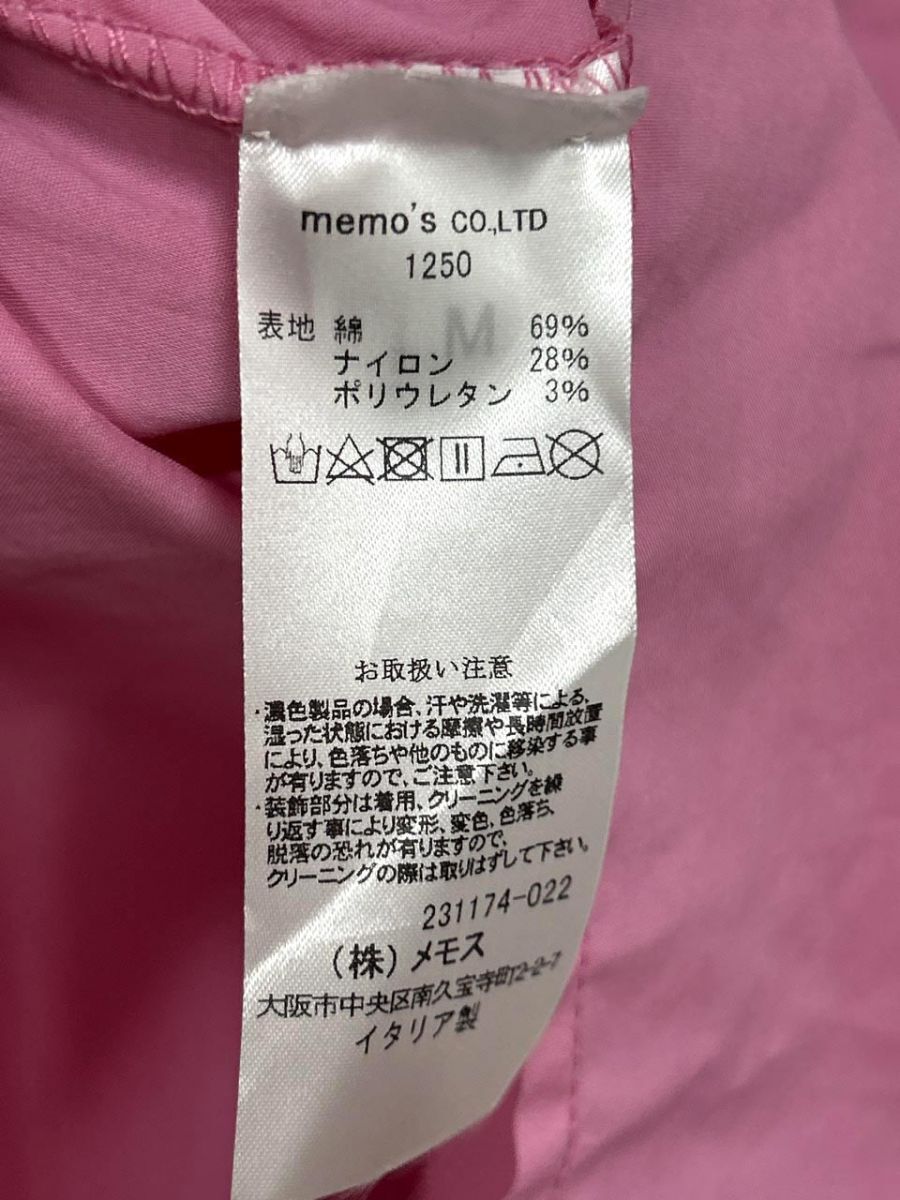 memo's CO.,LTD
1250
M
表地 綿 69%
ナイロン 28%
ポリウレタン 3%
お取扱い注意
・濃色製品の場合、汗や洗濯等による、
湿った状態における摩擦や長時間放置
により、色落ちや他のものに移染する事
が有りますので、ご注意下さい。
・装飾部分は着用、クリーニングを繰
り返す事により変形、変色、色落ち、
脱落の恐れが有りますので、
クリーニングの際は取りはずして下さい。
231174-022
(株)メモス
大阪市中央区南久宝寺町2-2-7
イタリア製